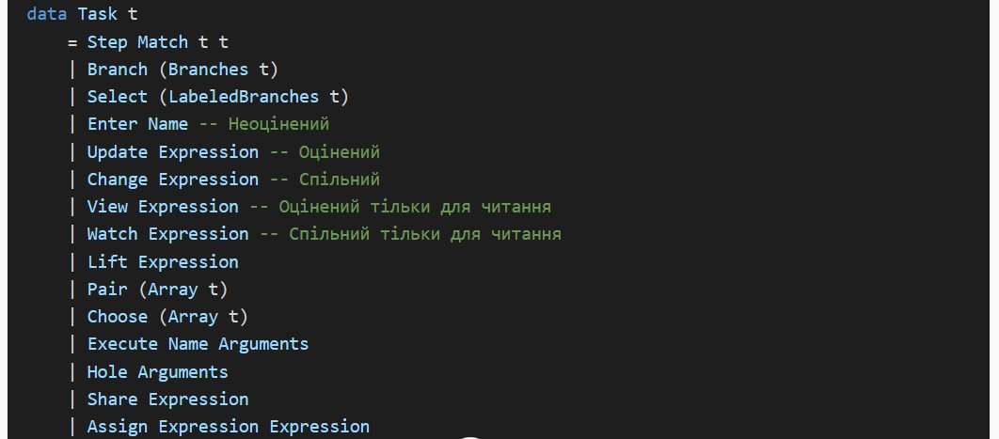 data Task t
    = Step Match t t
    | Branch (Branches t)
    | Select (LabeledBranches t)
    | Enter Name -- Неоцінений
    | Update Expression -- Оцінений
    | Change Expression -- Спільний
    | View Expression -- Оцінений тільки для читання
    | Watch Expression -- Спільний тільки для читання
    | Lift Expression
    | Pair (Array t)
    | Choose (Array t)
    | Execute Name Arguments
    | Hole Arguments
    | Share Expression
    | Assign Expression Expression